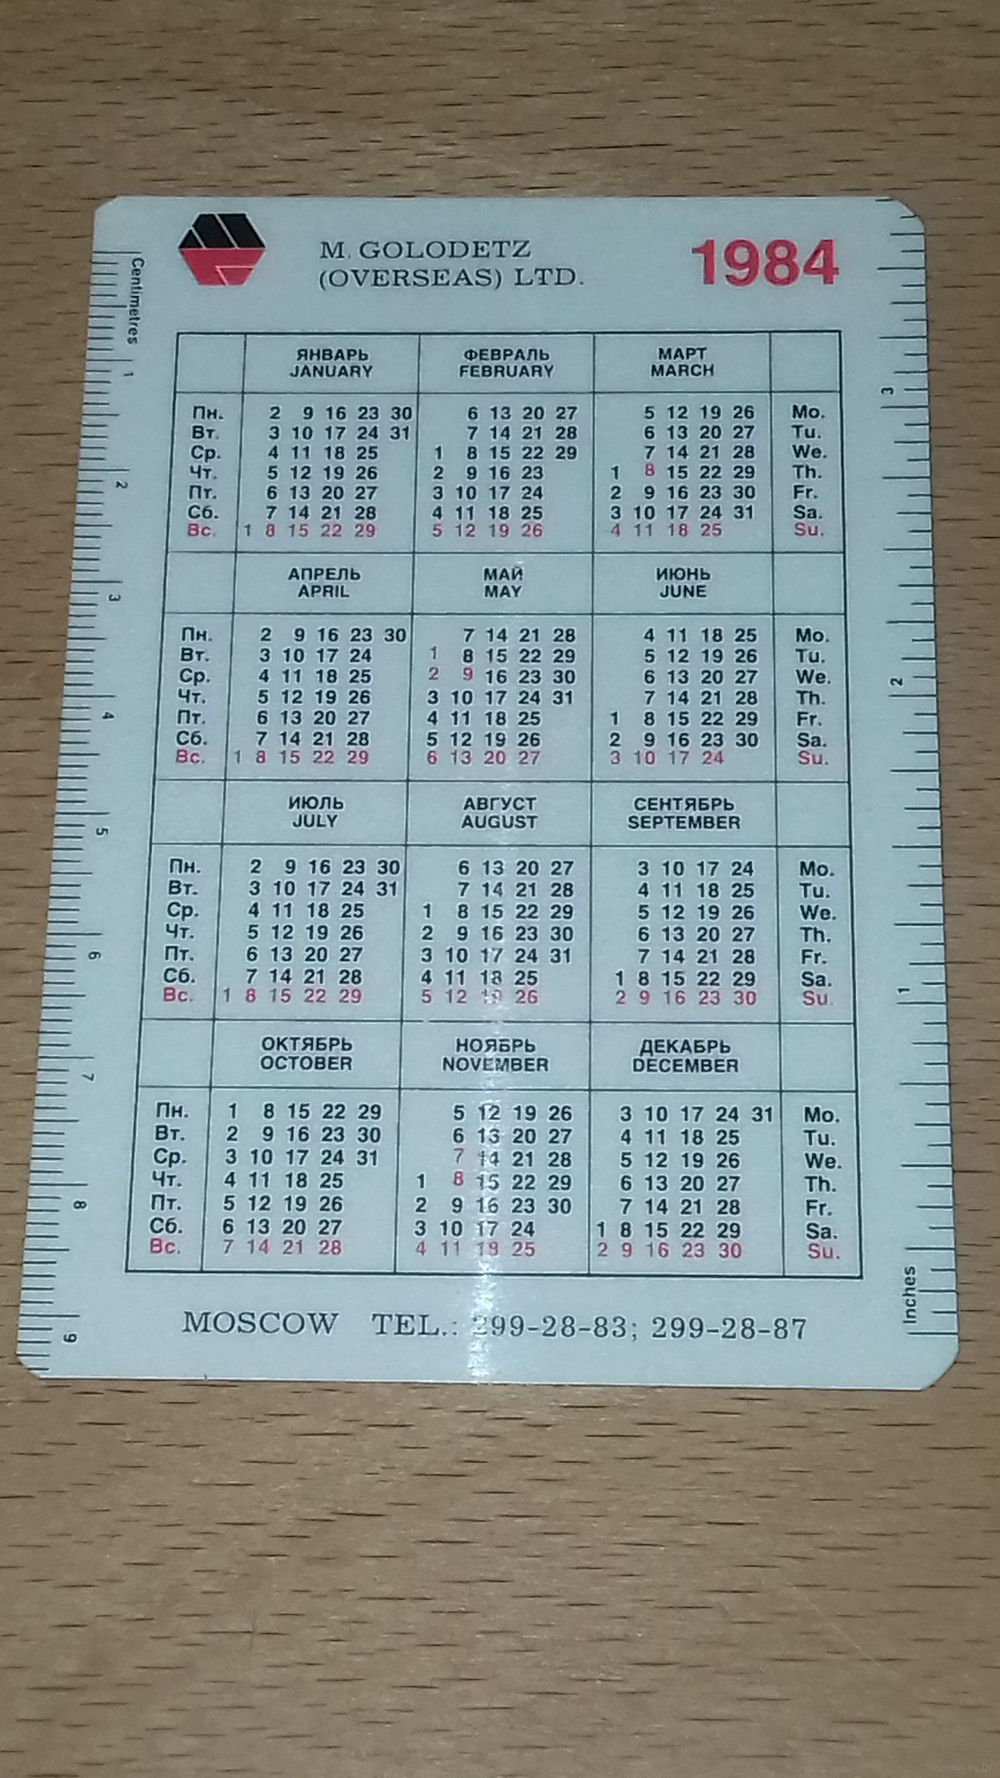 M. GOLODETZ
(OVERSEAS) LTD.
1984
Centimetres
1 2 3 4 5 6 7 8 9
ЯНВАРЬ ФЕВРАЛЬ МАРТ
JANUARY FEBRUARY MARCH
Пн. 2 9 16 23 30 6 13 20 27 5 12 19 26 Mo.
Вт. 3 10 17 24 31 7 14 21 28 6 13 20 27 Tu.
Ср. 4 11 18 25 1 8 15 22 29 7 14 21 28 We.
Чт. 5 12 19 26 2 9 16 23 1 8 15 22 29 Th.
Пт. 6 13 20 27 3 10 17 24 2 9 16 23 30 Fr.
Сб. 7 14 21 28 4 11 18 25 3 10 17 24 31 Sa.
Вс. 1 8 15 22 29 5 12 19 26 4 11 18 25 Su.
АПРЕЛЬ МАЙ ИЮНЬ
APRIL MAY JUNE
Пн. 2 9 16 23 30 7 14 21 28 4 11 18 25 Mo.
Вт. 3 10 17 24 1 8 15 22 29 5 12 19 26 Tu.
Ср. 4 11 18 25 2 9 16 23 30 6 13 20 27 We.
Чт. 5 12 19 26 3 10 17 24 31 7 14 21 28 Th.
Пт. 6 13 20 27 4 11 18 25 1 8 15 22 29 Fr.
Сб. 7 14 21 28 5 12 19 26 2 9 16 23 30 Sa.
Вс. 1 8 15 22 29 6 13 20 27 3 10 17 24 Su.
ИЮЛЬ АВГУСТ СЕНТЯБРЬ
JULY AUGUST SEPTEMBER
Пн. 2 9 16 23 30 6 13 20 27 3 10 17 24 Mo.
Вт. 3 10 17 24 31 7 14 21 28 4 11 18 25 Tu.
Ср. 4 11 18 25 1 8 15 22 29 5 12 19 26 We.
Чт. 5 12 19 26 2 9 16 23 30 6 13 20 27 Th.
Пт. 6 13 20 27 3 10 17 24 31 7 14 21 28 Fr.
Сб. 7 14 21 28 4 11 18 25 1 8 15 22 29 Sa.
Вс. 1 8 15 22 29 5 12 19 26 2 9 16 23 30 Su.
ОКТЯБРЬ НОЯБРЬ ДЕКАБРЬ
OCTOBER NOVEMBER DECEMBER
Пн. 1 8 15 22 29 5 12 19 26 3 10 17 24 31 Mo.
Вт. 2 9 16 23 30 6 13 20 27 4 11 18 25 Tu.
Ср. 3 10 17 24 31 7 14 21 28 5 12 19 26 We.
Чт. 4 11 18 25 1 8 15 22 29 6 13 20 27 Th.
Пт. 5 12 19 26 2 9 16 23 30 7 14 21 28 Fr.
Сб. 6 13 20 27 3 10 17 24 1 8 15 22 29 Sa.
Вс. 7 14 21 28 4 11 18 25 2 9 16 23 30 Su.
3 2 1
Inches
MOSCOW TEL.: 299-28-83; 299-28-87